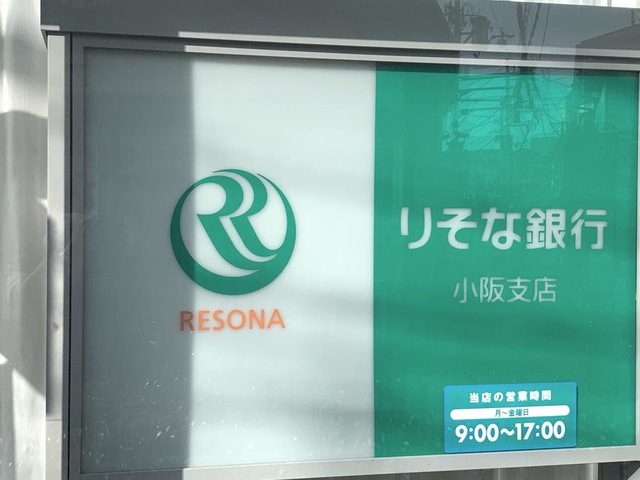 RESONA
りそな銀行
小阪支店
当店の営業時間
月～金曜日
9:00～17:00